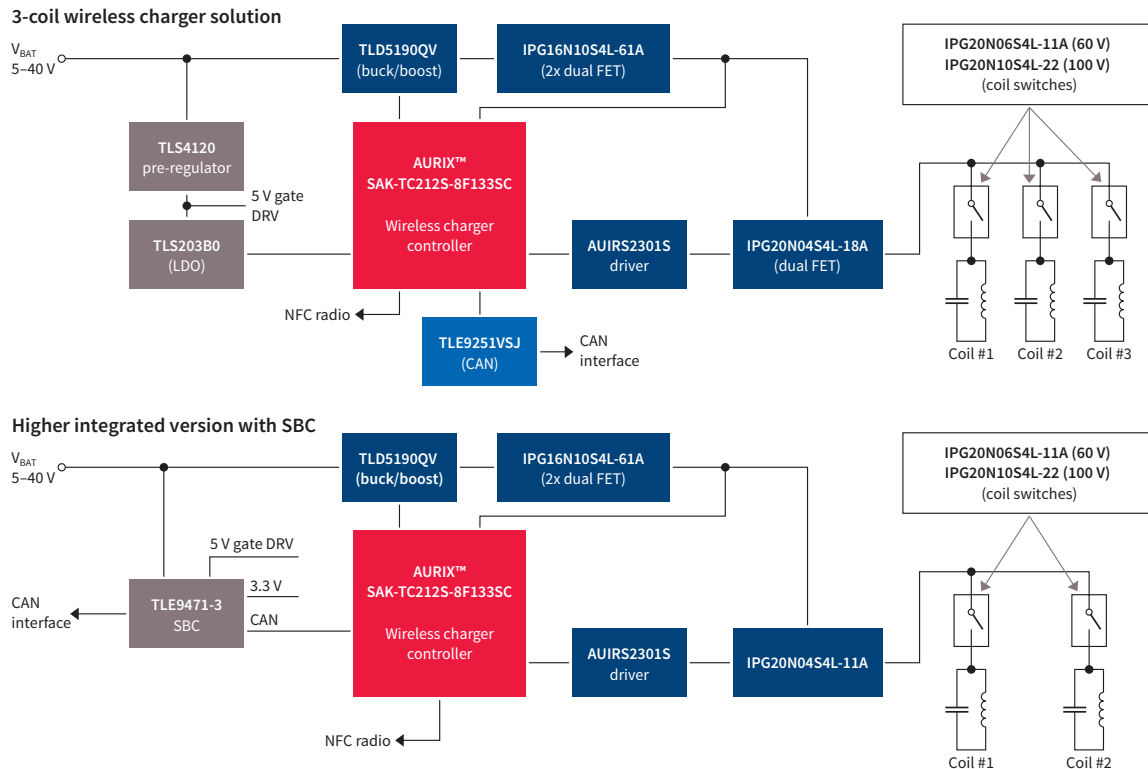 3-coil wireless charger solution
VBAT
5–40 V
TLD5190QV
(buck/boost)
IPG16N10S4L-61A
(2x dual FET)
IPG20N06S4L-11A (60 V)
IPG20N10S4L-22 (100 V)
(coil switches)
TLS4120
pre-regulator
AURIX™
SAK-TC212S-8F133SC
Wireless charger
controller
5 V gate
DRV
TLS203B0
(LDO)
AUIRS2301S
driver
IPG20N04S4L-18A
(dual FET)
NFC radio
TLE9251VSJ
(CAN)
CAN
interface
Coil #1
Coil #2
Coil #3
Higher integrated version with SBC
VBAT
5–40 V
TLD5190QV
(buck/boost)
IPG16N10S4L-61A
(2x dual FET)
IPG20N06S4L-11A (60 V)
IPG20N10S4L-22 (100 V)
(coil switches)
5 V gate DRV
AURIX™
SAK-TC212S-8F133SC
Wireless charger
controller
3.3 V
CAN
interface
TLE9471-3
SBC
CAN
AUIRS2301S
driver
IPG20N04S4L-11A
NFC radio
Coil #1
Coil #2